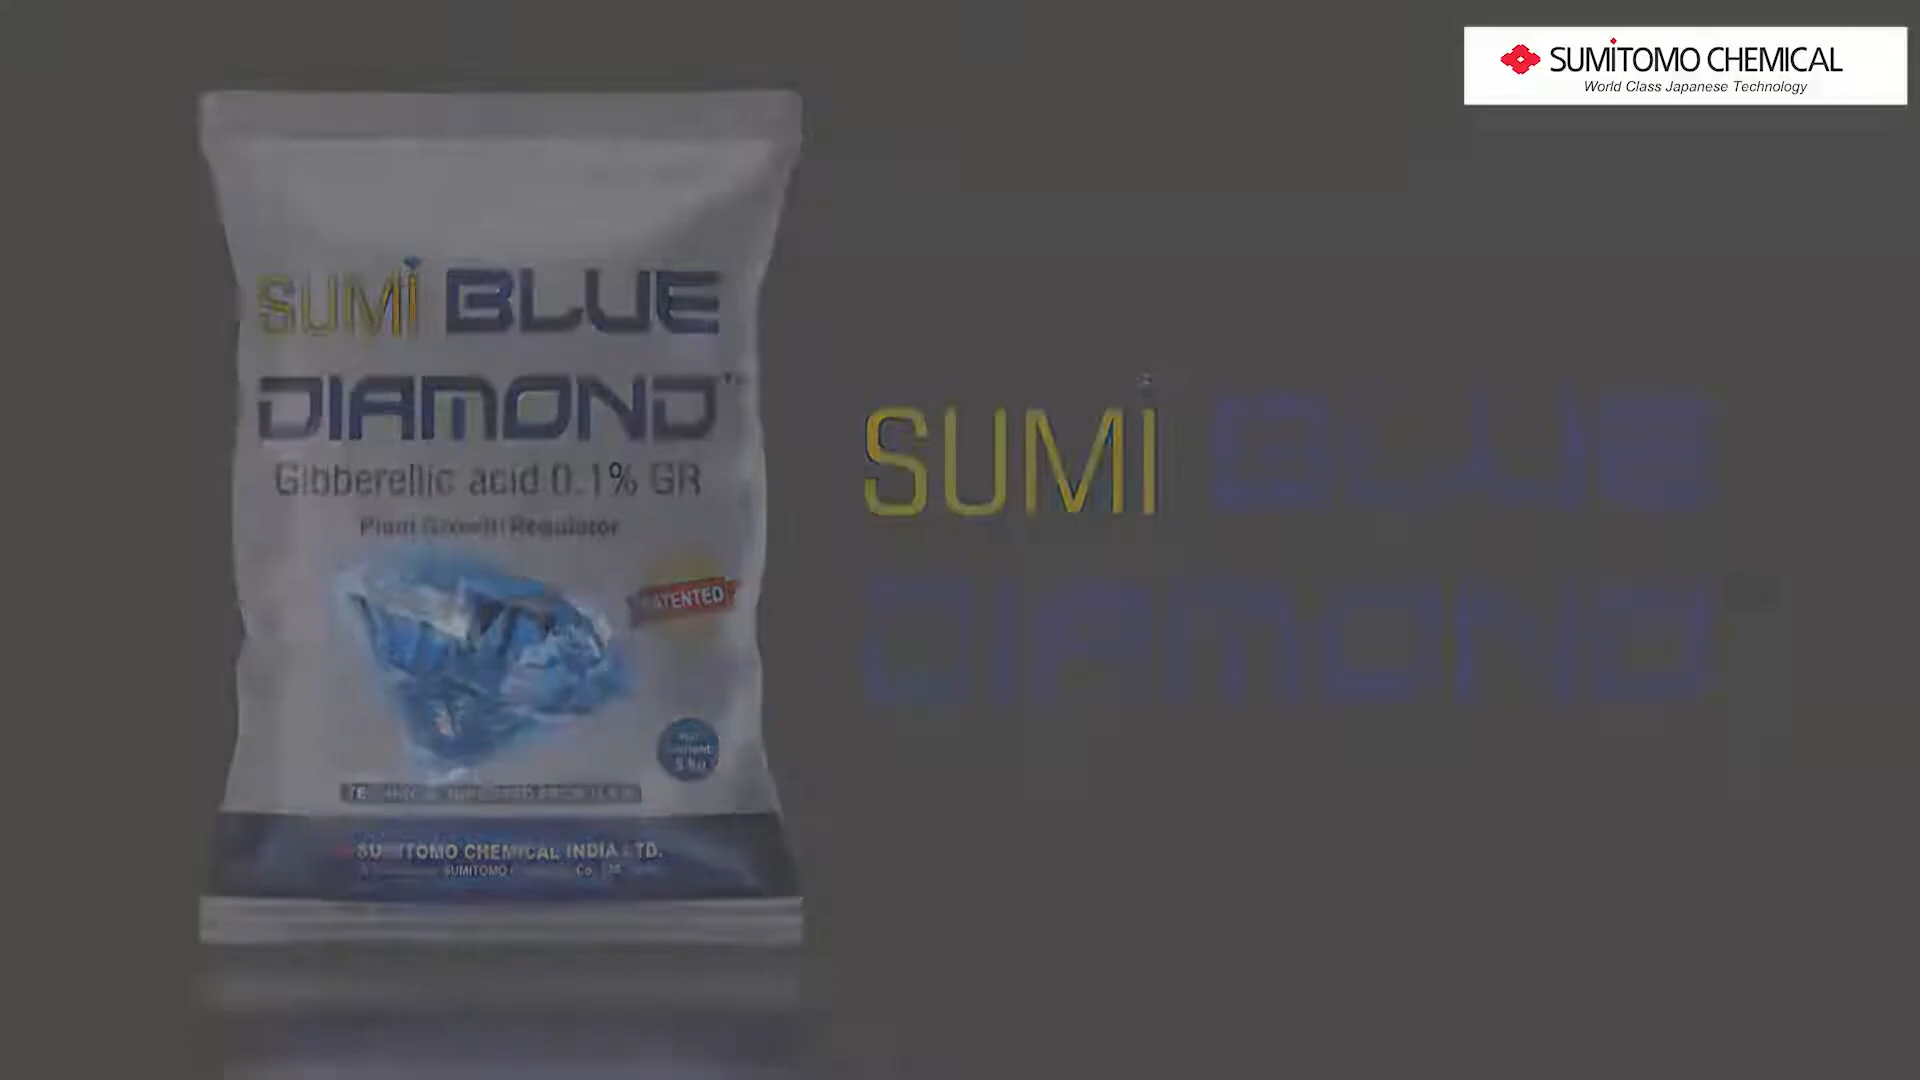 SUMITOMO CHEMICAL
World Class Japanese Technology
SUMI BLUE
DIAMOND™
Gibberellic acid 0.1% GR
Plant Growth Regulator
PATENTED
SUMITOMO CHEMICAL INDIA LTD.
SUMITOMO
SUMI BLUE
DIAMOND